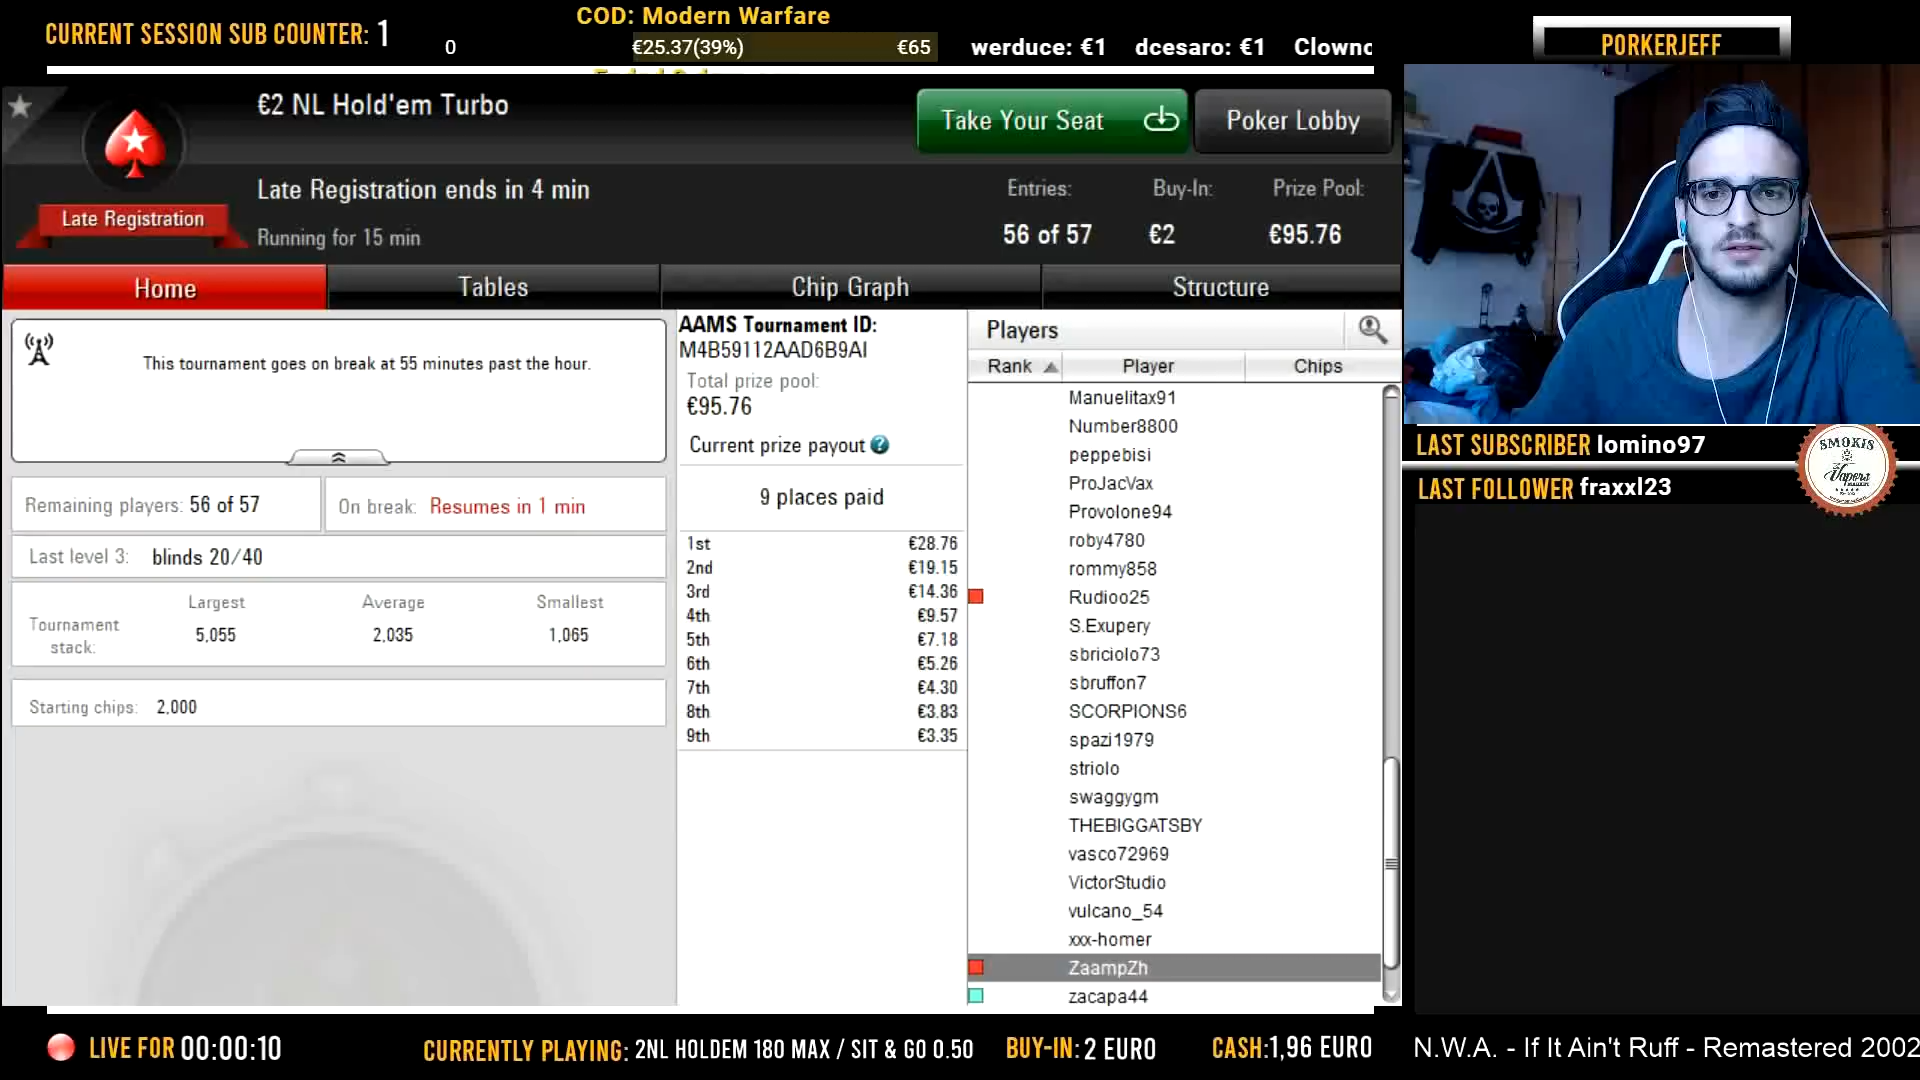 CURRENT SESSION SUB COUNTER: 1
0
COD: Modern Warfare
€25.37(39%) €65
werduce: €1 dcesaro: €1 Clown
PORKERJEFF
€2 NL Hold'em Turbo
Take Your Seat
Poker Lobby
Late Registration
Late Registration ends in 4 min
Running for 15 min
Entries: Buy-In: Prize Pool:
56 of 57 €2 €95.76
Home Tables Chip Graph Structure
This tournament goes on break at 55 minutes past the hour.
Remaining players: 56 of 57
On break: Resumes in 1 min
Last level 3: blinds 20/40
Largest Average Smallest
Tournament stack: 5,055 2,035 1,065
Starting chips: 2,000
AAMS Tournament ID:
M4B59112AAD6B9AI
Total prize pool:
€95.76
Current prize payout ?
9 places paid
1st €28.76
2nd €19.15
3rd €14.36
4th €9.57
5th €7.18
6th €5.26
7th €4.30
8th €3.83
9th €3.35
Players
Rank Player Chips
Manuelitax91
Number8800
peppebisi
ProJacVax
Provolone94
roby4780
rommy858
Rudioo25
S.Exupery
sbriciolo73
sbruffon7
SCORPIONS6
spazi1979
striolo
swaggygm
THEBIGGATSBY
vasco72969
VictorStudio
vulcano_54
xxx-homer
ZaampZh
zacapa44
LAST SUBSCRIBER lomino97
LAST FOLLOWER fraxxl23
SMOKIS
Vapors
LIVE FOR 00:00:10
CURRENTLY PLAYING: 2NL HOLDEM 180 MAX / SIT & GO 0.50
BUY-IN: 2 EURO
CASH:1,96 EURO
N.W.A. - If It Ain't Ruff - Remastered 2002